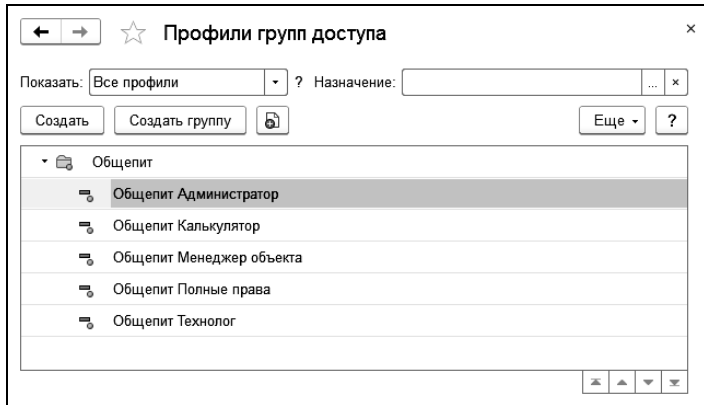 Профили групп доступа
Показать: Все профили ? Назначение: ... ×
Создать Создать группу Еще ?
Общепит
Общепит Администратор
Общепит Калькулятор
Общепит Менеджер объекта
Общепит Полные права
Общепит Технолог